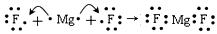 :F. + ·Mg· + .F: → :F: Mg :F: